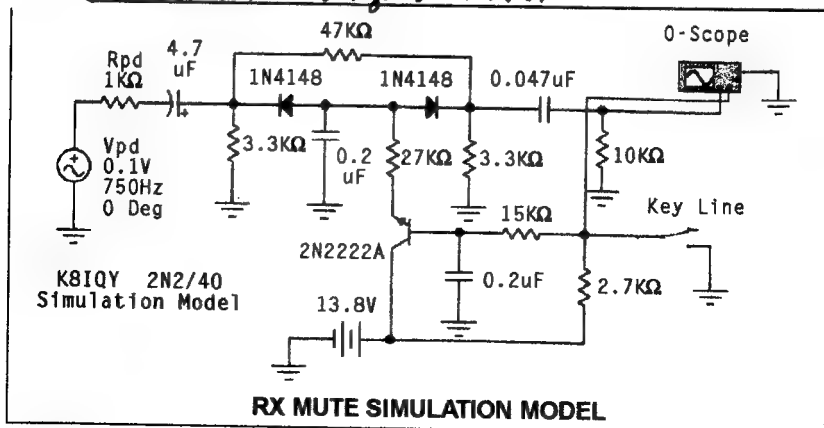 47KΩ
O-Scope
Rpd
1KΩ
4.7
uF
1N4148
1N4148
0.047uF
Vpd
0.1V
750Hz
0 Deg
3.3KΩ
0.2
uF
27KΩ
3.3KΩ
10KΩ
Key Line
15KΩ
2N2222A
K8IQY 2N2/40
Simulation Model
13.8V
0.2uF
2.7KΩ
RX MUTE SIMULATION MODEL